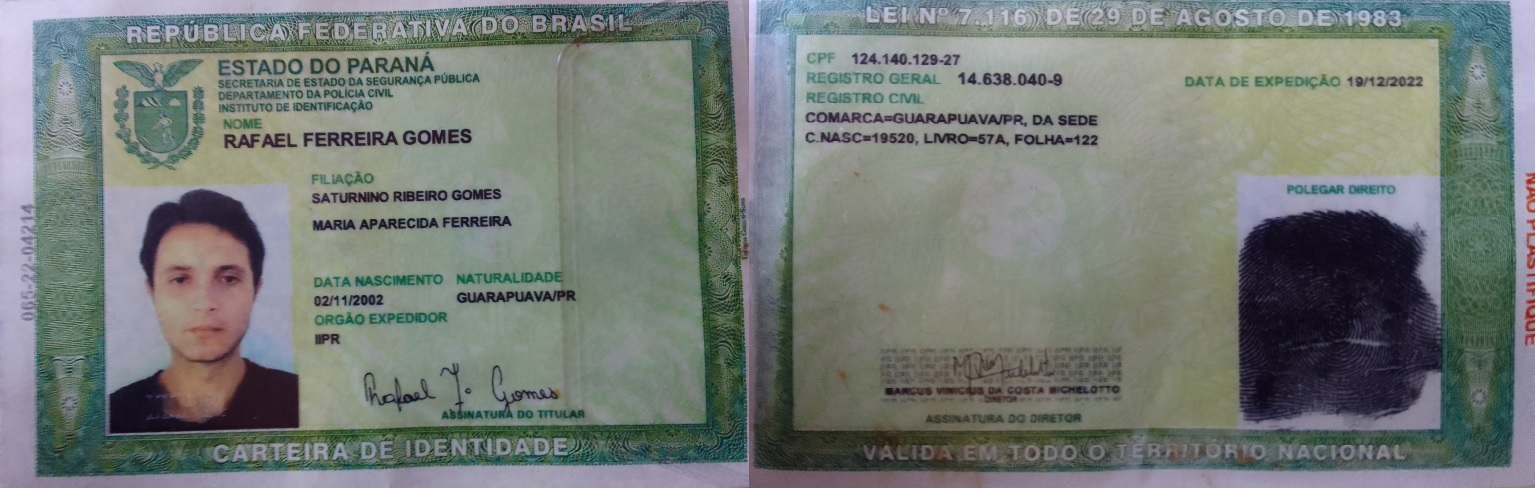 REPÚBLICA FEDERATIVA DO BRASIL
ESTADO DO PARANÁ
SECRETARIA DE ESTADO DA SEGURANÇA PÚBLICA
DEPARTAMENTO DA POLÍCIA CIVIL
INSTITUTO DE IDENTIFICAÇÃO
NOME
RAFAEL FERREIRA GOMES
FILIAÇÃO
SATURNINO RIBEIRO GOMES
MARIA APARECIDA FERREIRA
DATA NASCIMENTO NATURALIDADE
02/11/2002 GUARAPUAVA/PR
ORGÃO EXPEDIDOR
IIPR
Rafael F. Gomes
ASSINATURA DO TITULAR
CARTEIRA DE IDENTIDADE
065-22-04214
LEI Nº 7.116 DE 29 DE AGOSTO DE 1983
CPF 124.140.129-27
REGISTRO GERAL 14.638.040-9 DATA DE EXPEDIÇÃO 19/12/2022
REGISTRO CIVIL
COMARCA=GUARAPUAVA/PR, DA SEDE
C.NASC=19520, LIVRO=57A, FOLHA=122
POLEGAR DIREITO
MARCUS VINICIUS DA COSTA MICHELOTTO
DIRETOR
ASSINATURA DO DIRETOR
VÁLIDA EM TODO O TERRITÓRIO NACIONAL
NÃO PLASTIFIQUE